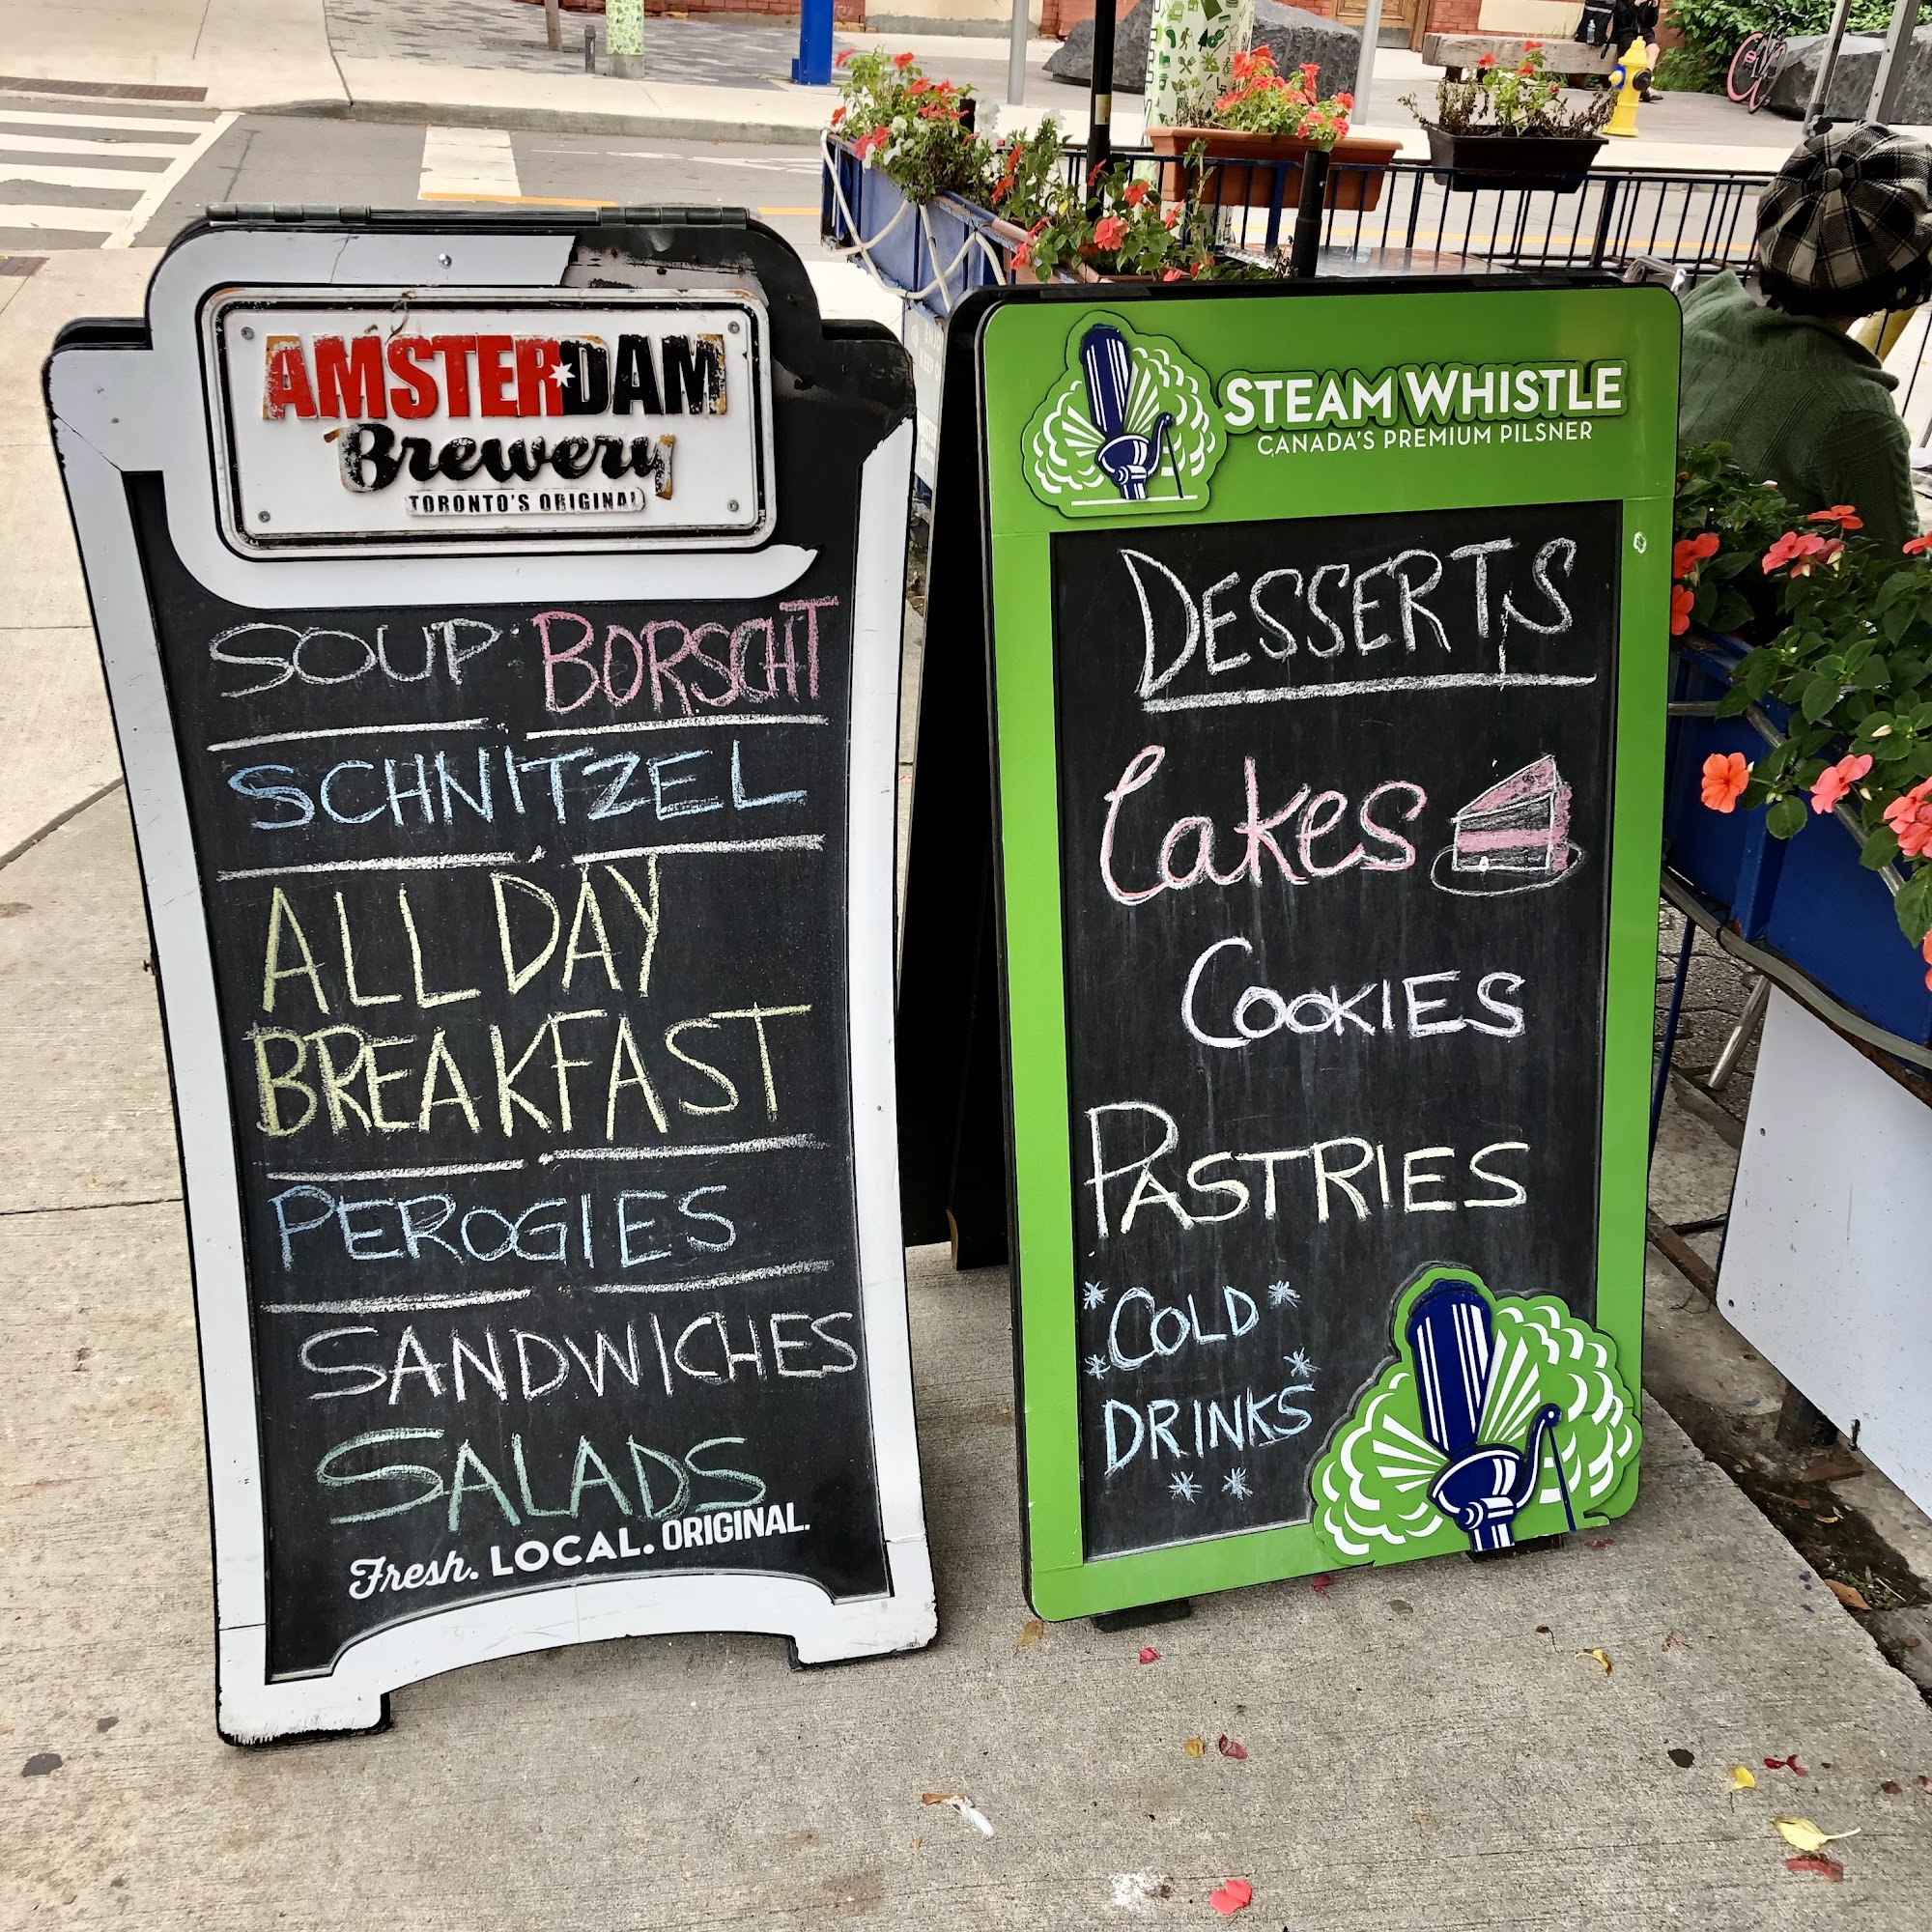 AMSTERDAM
Brewery
TORONTO'S ORIGINAL
SOUP: BORSCHT
SCHNITZEL
ALL DAY
BREAKFAST
PEROGIES
SANDWICHES
SALADS
Fresh. LOCAL. ORIGINAL.
STEAM WHISTLE
CANADA'S PREMIUM PILSNER
DESSERTS
Cakes
COOKIES
PASTRIES
COLD
DRINKS